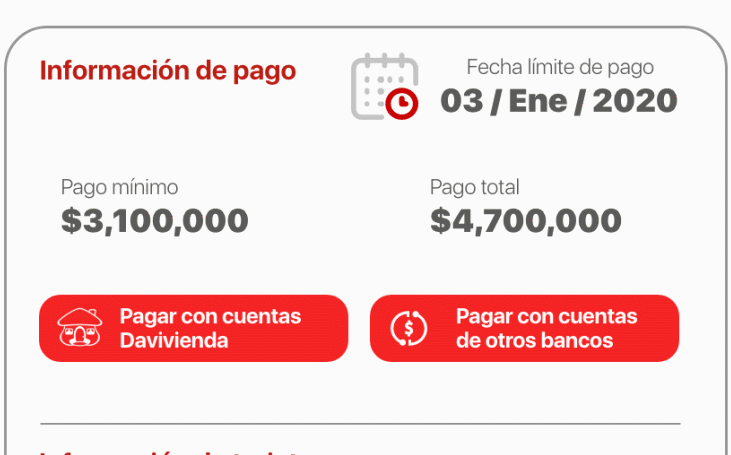 Información de pago
Fecha límite de pago
03 / Ene / 2020
Pago mínimo
$3,100,000
Pago total
$4,700,000
Pagar con cuentas
Davivienda
Pagar con cuentas
de otros bancos